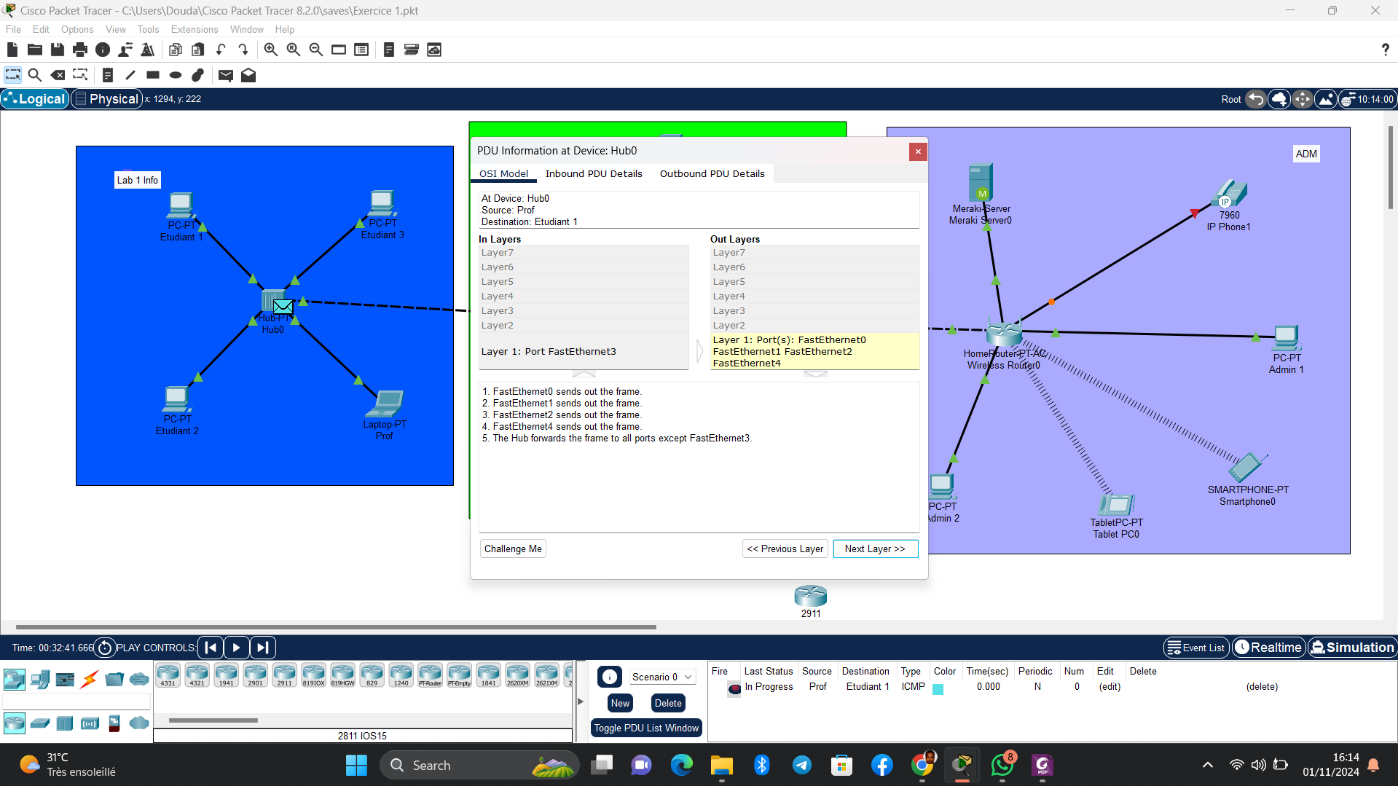 Cisco Packet Tracer - C:\Users\Douda\Cisco Packet Tracer 8.2.0\saves\Exercice 1.pkt
File Edit Options View Tools Extensions Window Help
?
Logical Physical x: 1294, y: 222
Root 10:14:00
Lab 1 Info
PC-PT
Etudiant 1
PC-PT
Etudiant 3
Hub-PT
Hub0
PC-PT
Etudiant 2
Laptop-PT
Prof
PDU Information at Device: Hub0
OSI Model Inbound PDU Details Outbound PDU Details
At Device: Hub0
Source: Prof
Destination: Etudiant 1
In Layers Out Layers
Layer7 Layer7
Layer6 Layer6
Layer5 Layer5
Layer4 Layer4
Layer3 Layer3
Layer2 Layer2
Layer 1: Port FastEthernet3
Layer 1: Port(s): FastEthernet0
FastEthernet1 FastEthernet2
FastEthernet4
1. FastEthernet0 sends out the frame.
2. FastEthernet1 sends out the frame.
3. FastEthernet2 sends out the frame.
4. FastEthernet4 sends out the frame.
5. The Hub forwards the frame to all ports except FastEthernet3.
Challenge Me << Previous Layer Next Layer >>
ADM
M
Meraki-Server
Meraki Server0
IP
7960
IP Phone1
HomeRouter-PT-AC
Wireless Router0
PC-PT
Admin 1
PC-PT
Admin 2
SMARTPHONE-PT
Smartphone0
TabletPC-PT
Tablet PC0
2911
Time: 00:32:41.666 PLAY CONTROLS:
Event List Realtime Simulation
4331 4321 1941 2901 2911 819IOX 819HGW 829 1240 PT-Router PT-Empty 1841 2620XM 2621XM
2811 IOS15
Scenario 0
New Delete
Toggle PDU List Window
Fire Last Status Source Destination Type Color Time(sec) Periodic Num Edit Delete
In Progress Prof Etudiant 1 ICMP 0.000 N 0 (edit) (delete)
31°C
Très ensoleillé
Search
8
PDF
16:14
01/11/2024